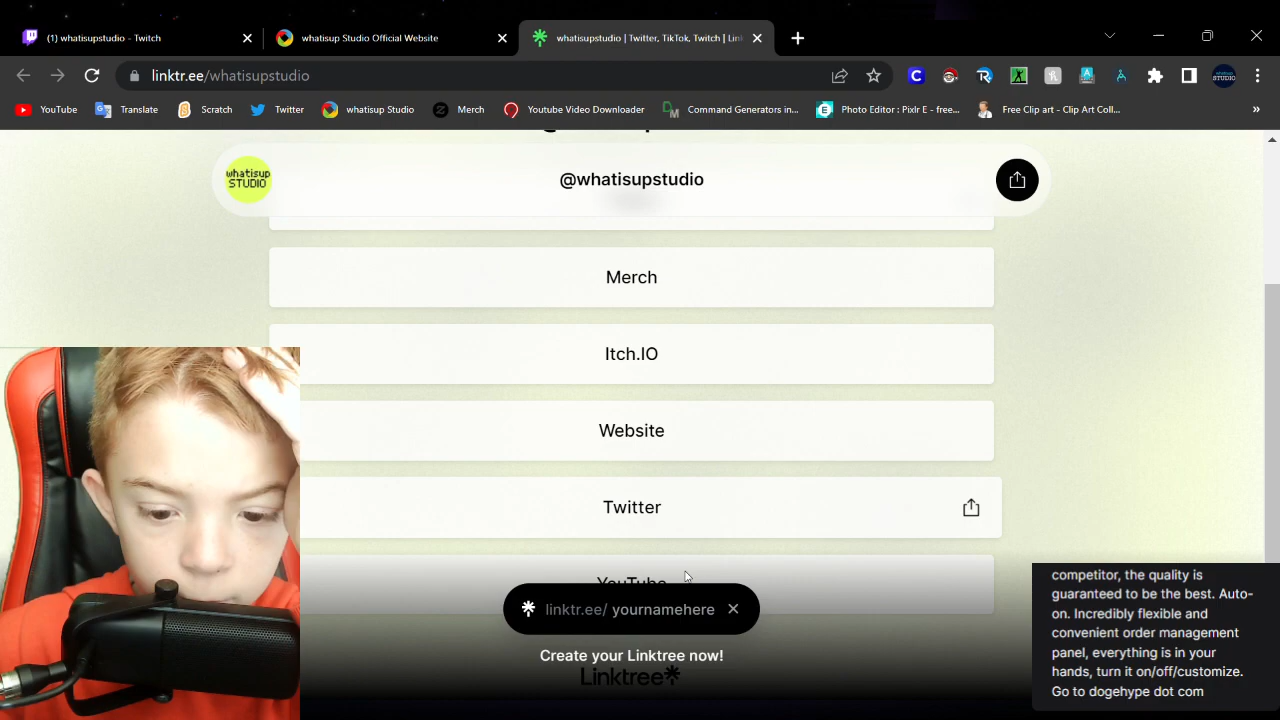 (1) whatisupstudio - Twitch
whatisup Studio Official Website
whatisupstudio | Twitter, TikTok, Twitch | Lin
linktr.ee/whatisupstudio
YouTube
Translate
Scratch
Twitter
whatisup Studio
Merch
Youtube Video Downloader
Command Generators in...
Photo Editor : Pixlr E - free...
Free Clip art - Clip Art Coll...
»
whatisup
STUDIO
@whatisupstudio
Merch
Itch.IO
Website
Twitter
YouTube
linktr.ee/ yournamehere
Create your Linktree now!
Linktree
competitor, the quality is
guaranteed to be the best. Auto-
on. Incredibly flexible and
convenient order management
panel, everything is in your
hands, turn it on/off/customize.
Go to dogehype dot com